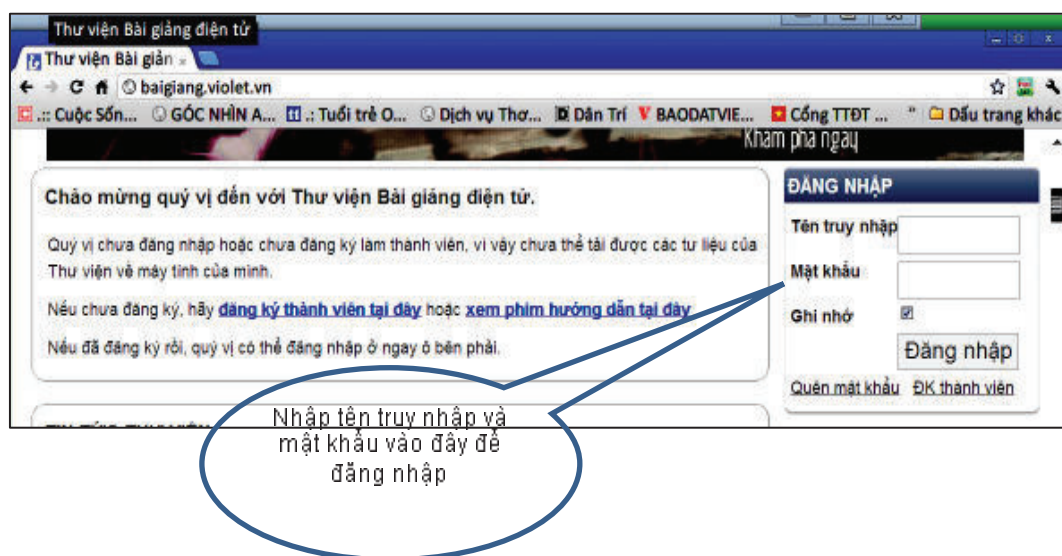 Thư viện Bài giảng điện tử
Thư viện Bài giản
baigiang.violet.vn
.:: Cuộc Sốn... GÓC NHÌN A... .: Tuổi trẻ O... Dịch vụ Thơ... Dân Trí BAODATVIE... Cổng TTĐT ... Dấu trang khác
Khám phá ngay
Chào mừng quý vị đến với Thư viện Bài giảng điện tử.
Quý vị chưa đăng nhập hoặc chưa đăng ký làm thành viên, vì vậy chưa thể tải được các tư liệu của
Thư viện về máy tính của mình.
Nếu chưa đăng ký, hãy đăng ký thành viên tại đây hoặc xem phim hướng dẫn tại đây
Nếu đã đăng ký rồi, quý vị có thể đăng nhập ở ngay ô bên phải.
ĐĂNG NHẬP
Tên truy nhập
Mật khẩu
Ghi nhớ
Đăng nhập
Quên mật khẩu ĐK thành viên
Nhập tên truy nhập và
mật khẩu vào đây để
đăng nhập